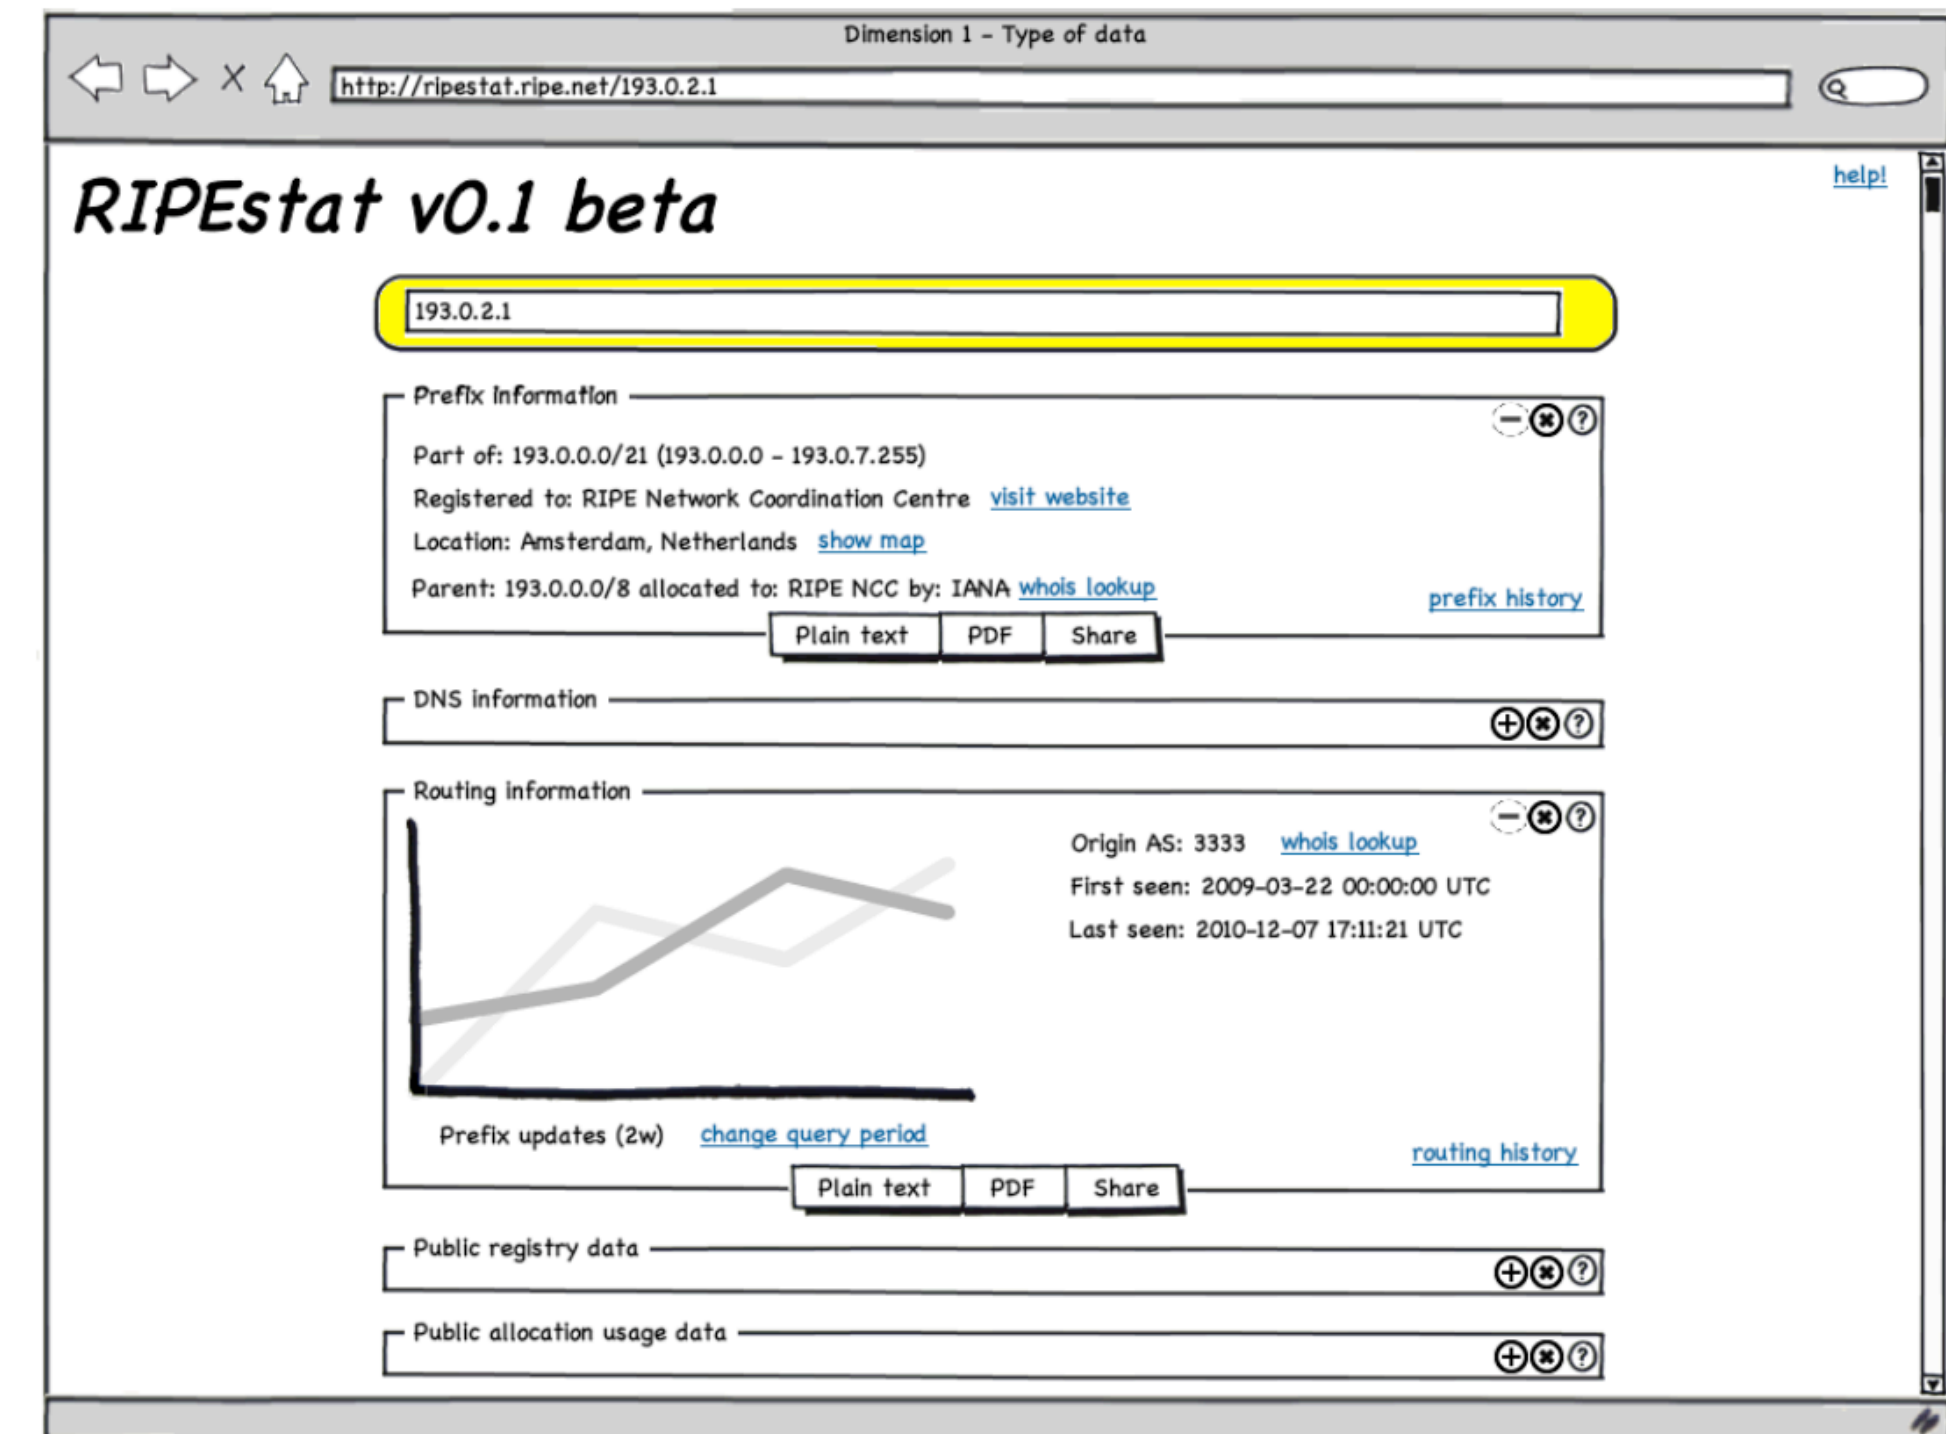 Dimension 1 - Type of data
http://ripestat.ripe.net/193.0.2.1
help!
RIPEstat v0.1 beta
193.0.2.1
Prefix information
Part of: 193.0.0.0/21 (193.0.0.0 - 193.0.7.255)
Registered to: RIPE Network Coordination Centre visit website
Location: Amsterdam, Netherlands show map
Parent: 193.0.0.0/8 allocated to: RIPE NCC by: IANA whois lookup
prefix history
Plain text PDF Share
DNS information
Routing information
Origin AS: 3333 whois lookup
First seen: 2009-03-22 00:00:00 UTC
Last seen: 2010-12-07 17:11:21 UTC
Prefix updates (2w) change query period
routing history
Plain text PDF Share
Public registry data
Public allocation usage data